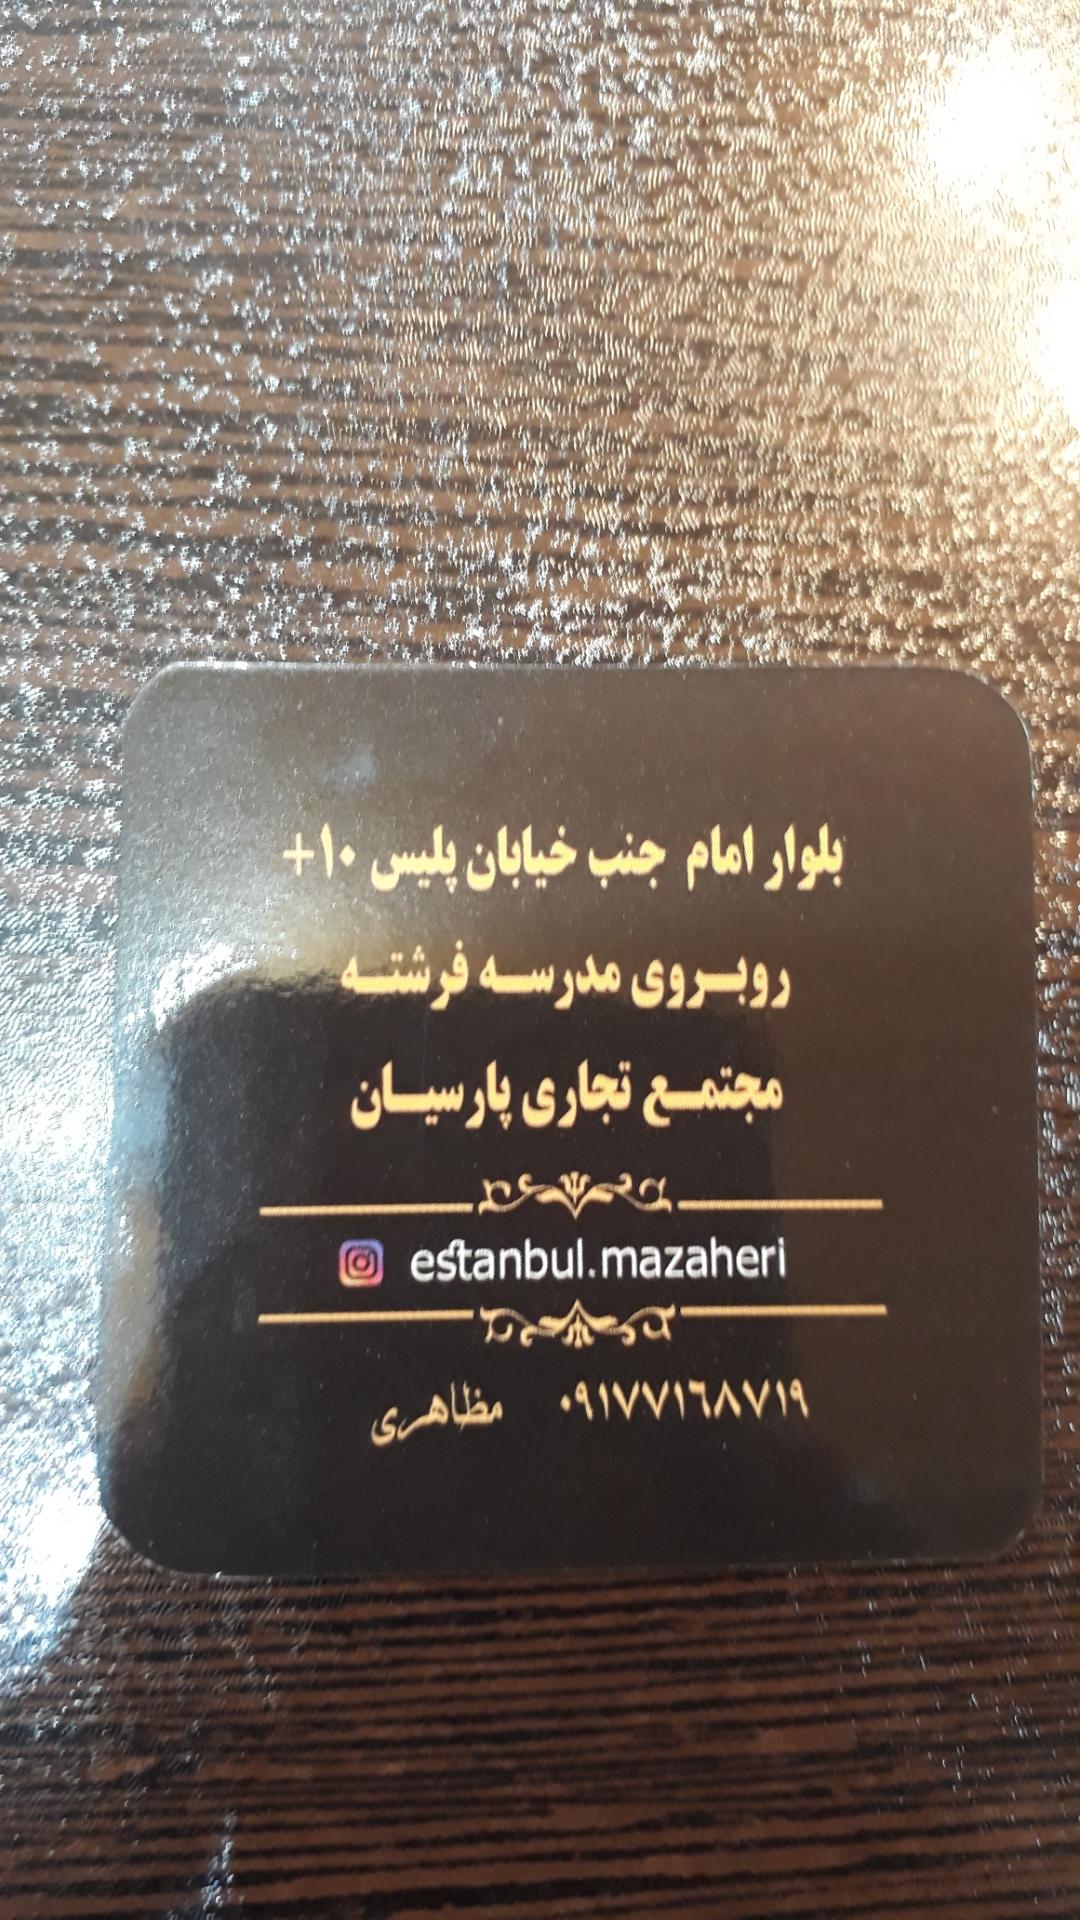 بلوار امام جنب خیابان پلیس ۱۰+
روبروی مدرسه فرشته
مجتمع تجاری پارسیان
estanbul.mazaheri
۰۹۱۷۷۱۶۸۷۱۹ مظاهری